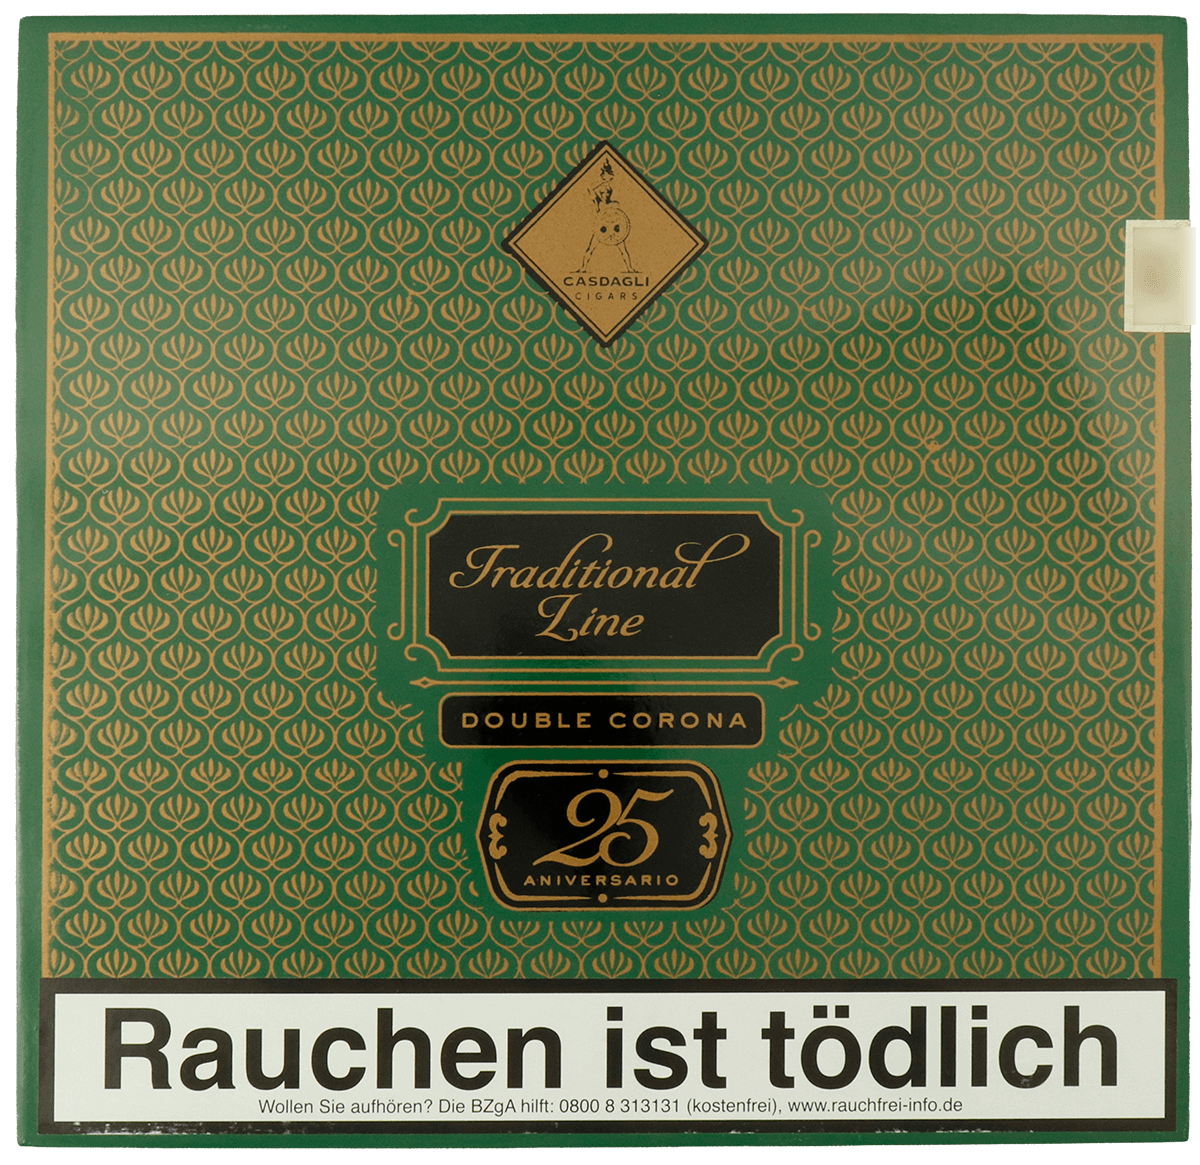 CASDAGLI
CIGARS
Traditional
Line
DOUBLE CORONA
25
ANIVERSARIO
Rauchen ist tödlich
Wollen Sie aufhören? Die BZgA hilft: 0800 8 313131 (kostenfrei), www.rauchfrei-info.de